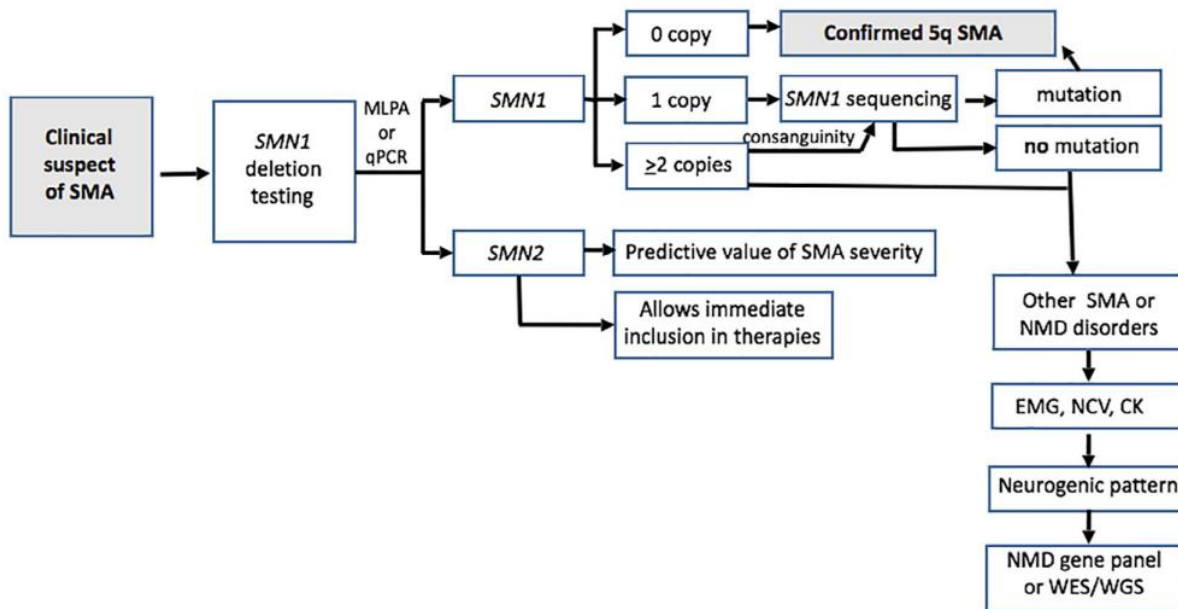 Clinical
suspect
of SMA
SMN1
deletion
testing
MLPA
or
qPCR
SMN1
0 copy
Confirmed 5q SMA
1 copy
SMN1 sequencing
mutation
consanguinity
≥2 copies
no mutation
SMN2
Predictive value of SMA severity
Allows immediate
inclusion in therapies
Other SMA or
NMD disorders
EMG, NCV, CK
Neurogenic pattern
NMD gene panel
or WES/WGS